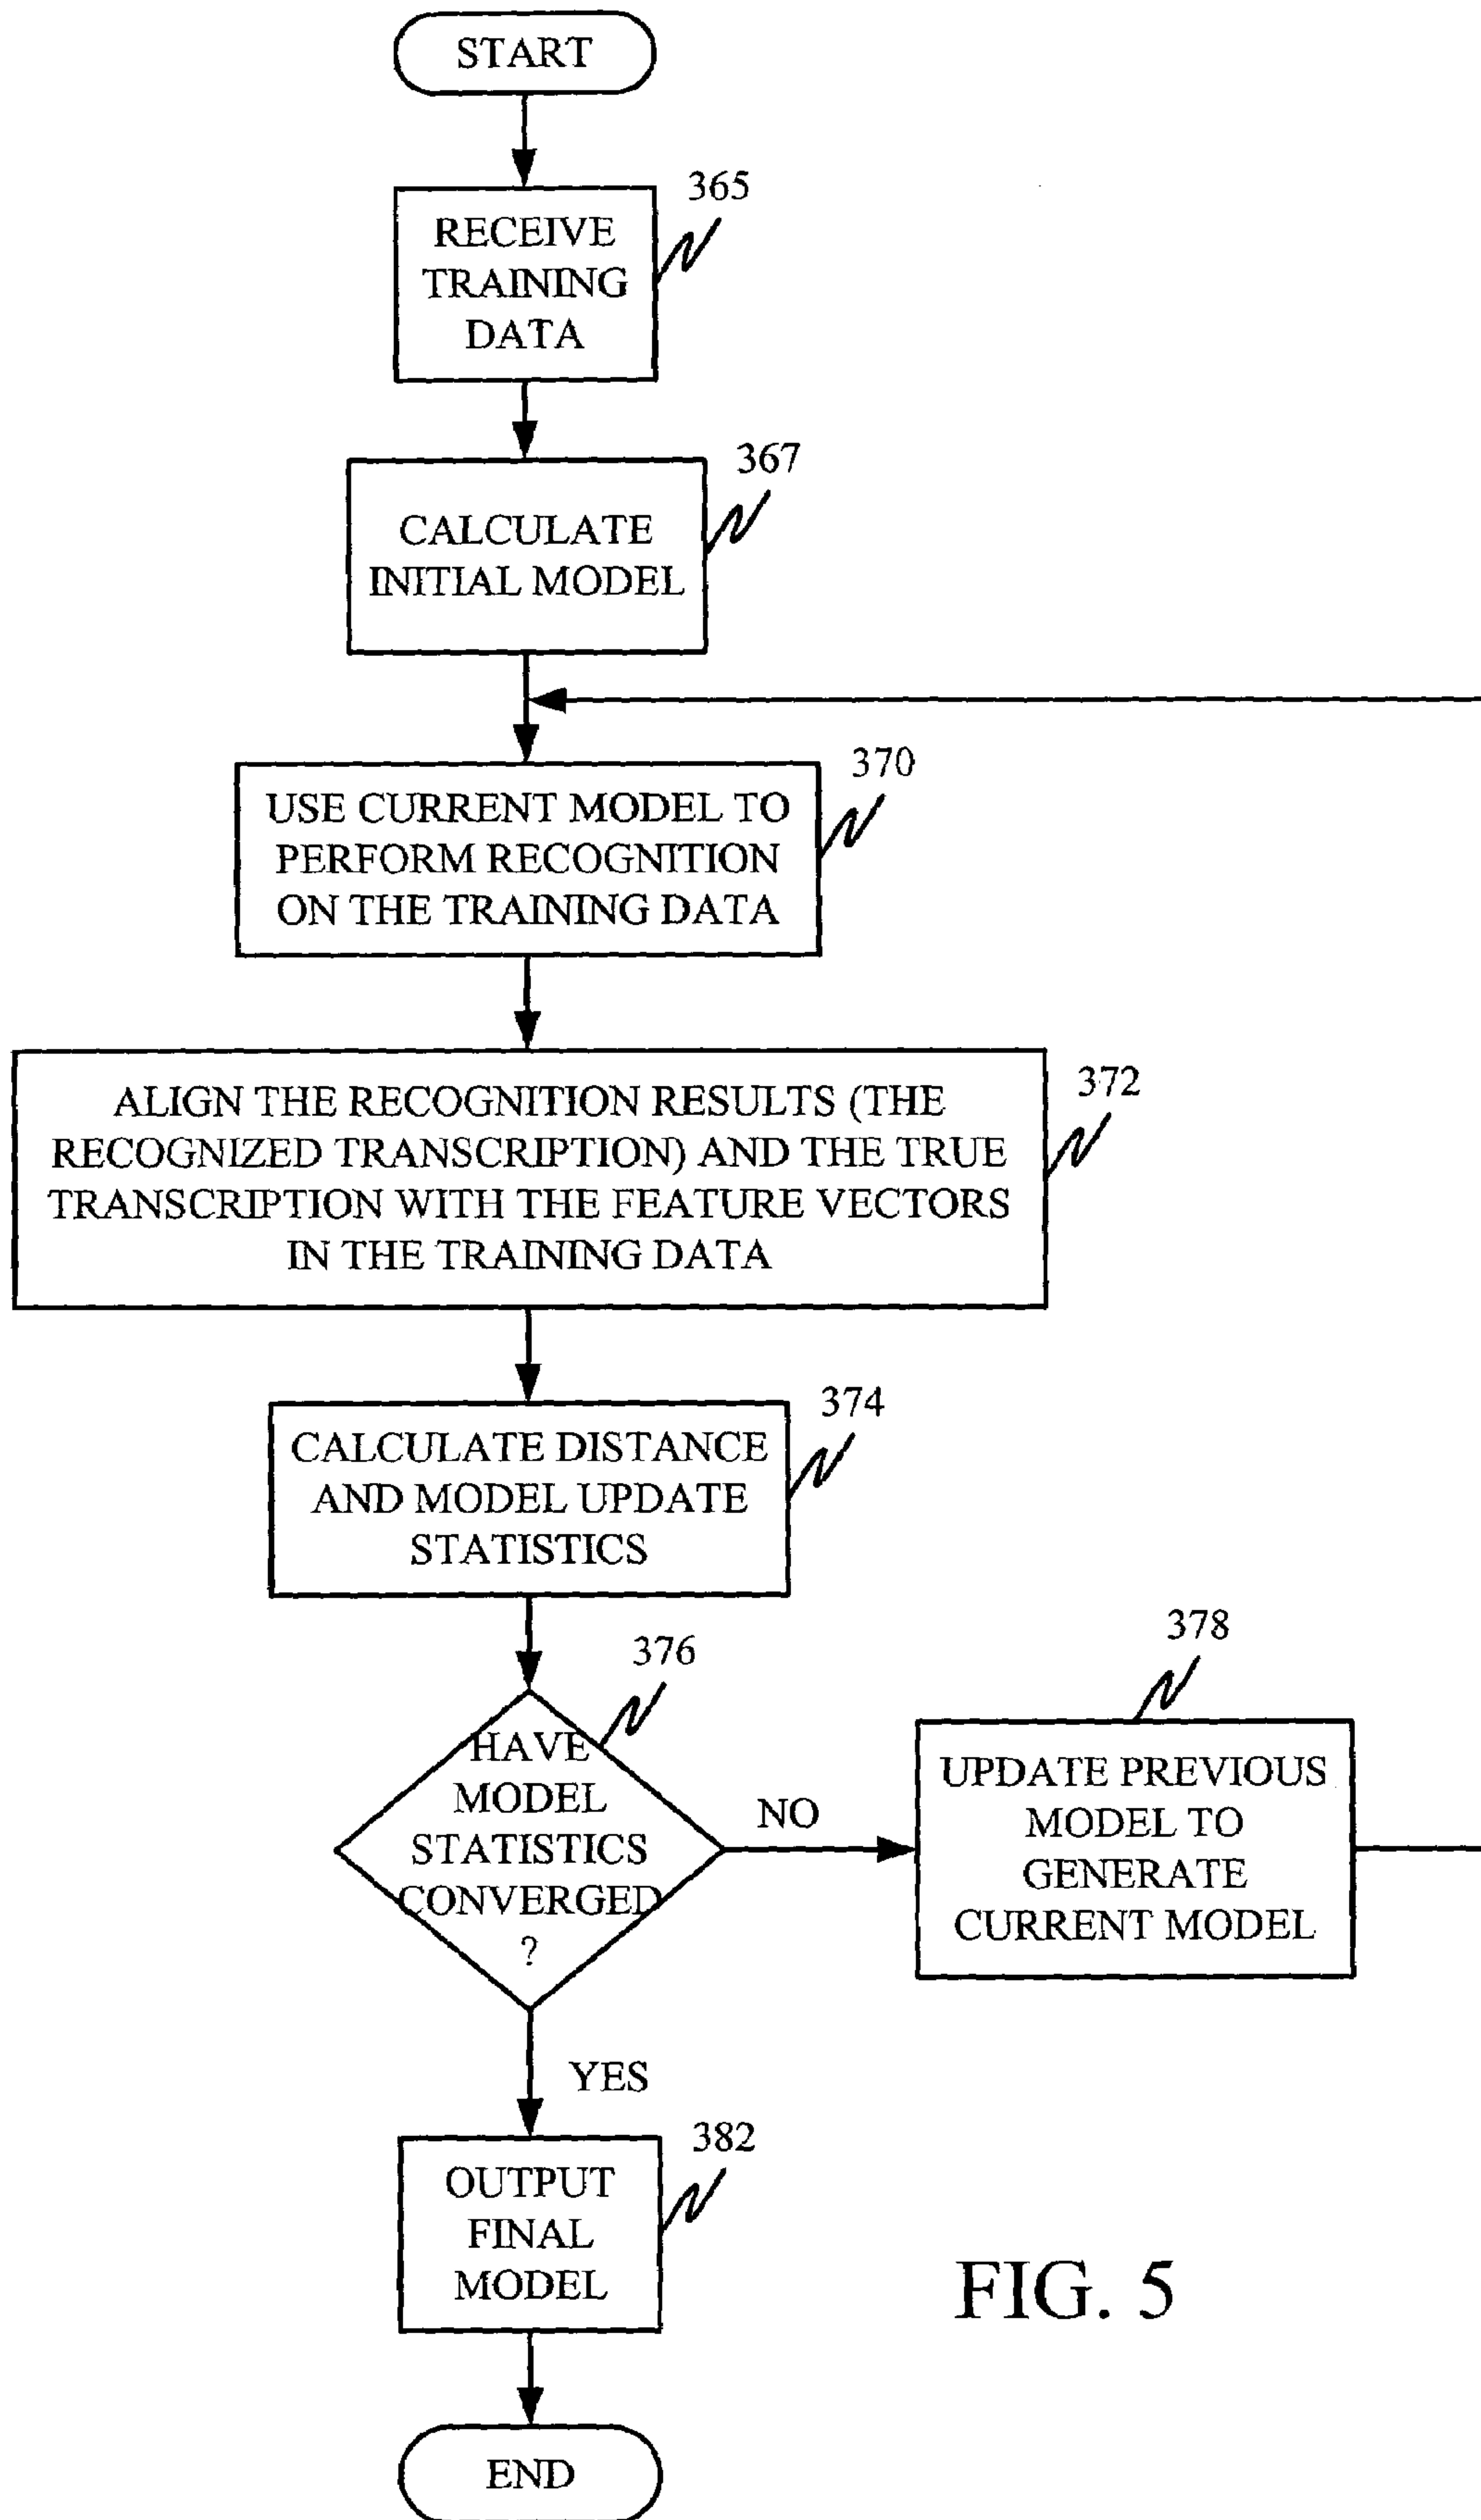 START
365
RECEIVE
TRAINING
DATA
367
CALCULATE
INITIAL MODEL
370
USE CURRENT MODEL TO
PERFORM RECOGNITION
ON THE TRAINING DATA
372
ALIGN THE RECOGNITION RESULTS (THE
RECOGNIZED TRANSCRIPTION) AND THE TRUE
TRANSCRIPTION WITH THE FEATURE VECTORS
IN THE TRAINING DATA
374
CALCULATE DISTANCE
AND MODEL UPDATE
STATISTICS
376
HAVE
MODEL
STATISTICS
CONVERGED
?
NO
378
UPDATE PREVIOUS
MODEL TO
GENERATE
CURRENT MODEL
YES
382
OUTPUT
FINAL
MODEL
FIG. 5
END